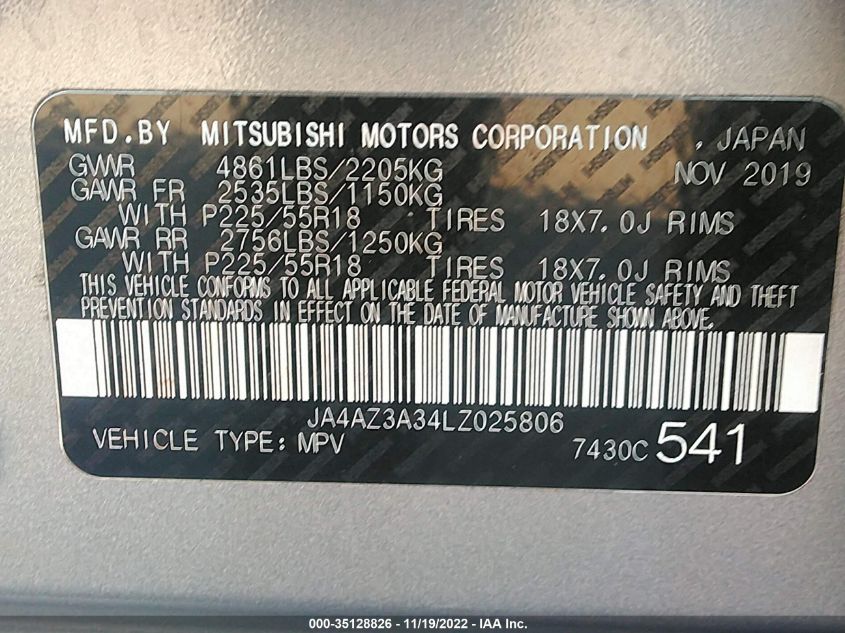 MFD.BY MITSUBISHI MOTORS CORPORATION , JAPAN
GVWR 4861LBS/2205KG NOV 2019
GAWR FR 2535LBS/1150KG
WITH P225/55R18 TIRES 18X7.0J RIMS
GAWR RR 2756LBS/1250KG
WITH P225/55R18 TIRES 18X7.0J RIMS
THIS VEHICLE CONFORMS TO ALL APPLICABLE FEDERAL MOTOR VEHICLE SAFETY AND THEFT
PREVENTION STANDARDS IN EFFECT ON THE DATE OF MANUFACTURE SHOWN ABOVE.
JA4AZ3A34LZ025806
VEHICLE TYPE: MPV 7430C 541
000-35128826 - 11/19/2022 - IAA Inc.